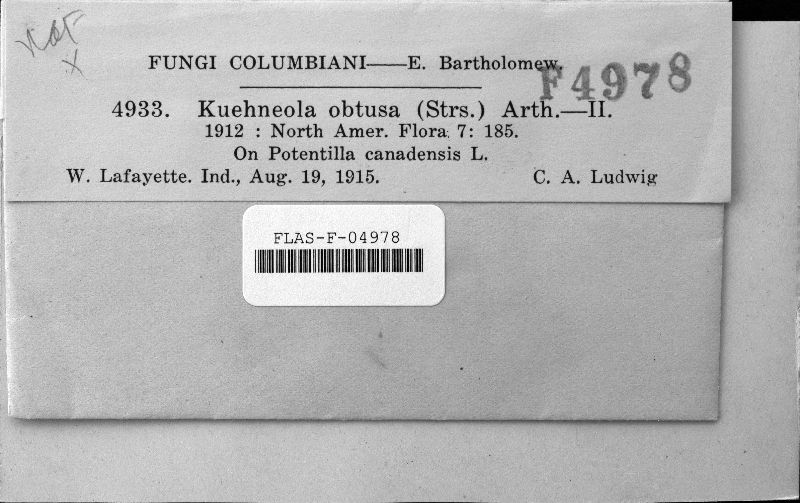 FUNGI COLUMBIANI——E. Bartholomew.
F4978
4933. Kuehneola obtusa (Strs.) Arth.—II.
1912 : North Amer. Flora 7: 185.
On Potentilla canadensis L.
W. Lafayette. Ind., Aug. 19, 1915. C. A. Ludwig
FLAS-F-04978